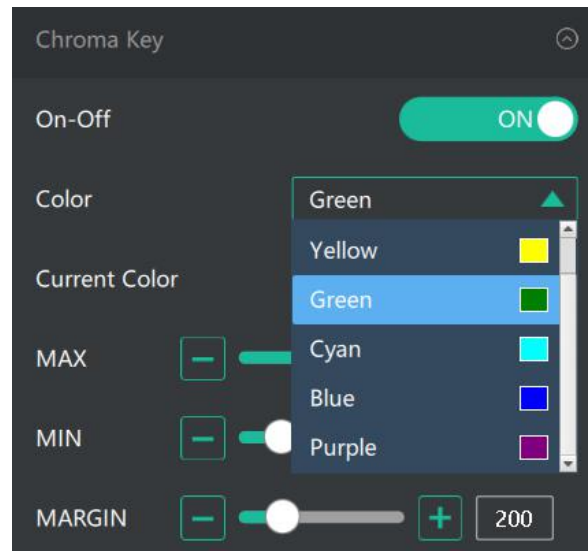 Chroma Key
On-Off ON
Color Green
Yellow
Current Color Green
MAX Cyan
Blue
MIN Purple
MARGIN 200